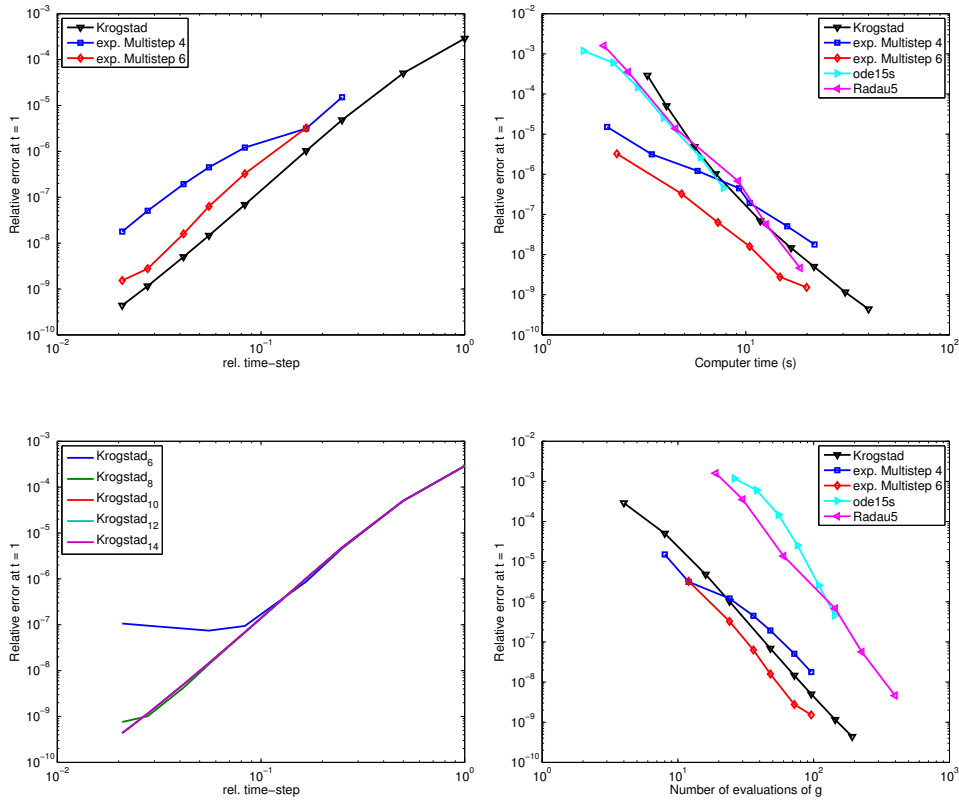 Krogstad
exp. Multistep 4
exp. Multistep 6
10^-3
10^-4
10^-5
10^-6
10^-7
10^-8
10^-9
10^-10
Relative error at t = 1
10^-2
10^-1
10^0
rel. time-step
Krogstad
exp. Multistep 4
exp. Multistep 6
ode15s
Radau5
10^-2
10^-3
10^-4
10^-5
10^-6
10^-7
10^-8
10^-9
10^-10
Relative error at t = 1
10^0
10^1
10^2
Computer time (s)
Krogstad_6
Krogstad_8
Krogstad_10
Krogstad_12
Krogstad_14
10^-3
10^-4
10^-5
10^-6
10^-7
10^-8
10^-9
10^-10
Relative error at t = 1
10^-2
10^-1
10^0
rel. time-step
Krogstad
exp. Multistep 4
exp. Multistep 6
ode15s
Radau5
10^-2
10^-3
10^-4
10^-5
10^-6
10^-7
10^-8
10^-9
10^-10
Relative error at t = 1
10^0
10^1
10^2
10^3
Number of evaluations of g